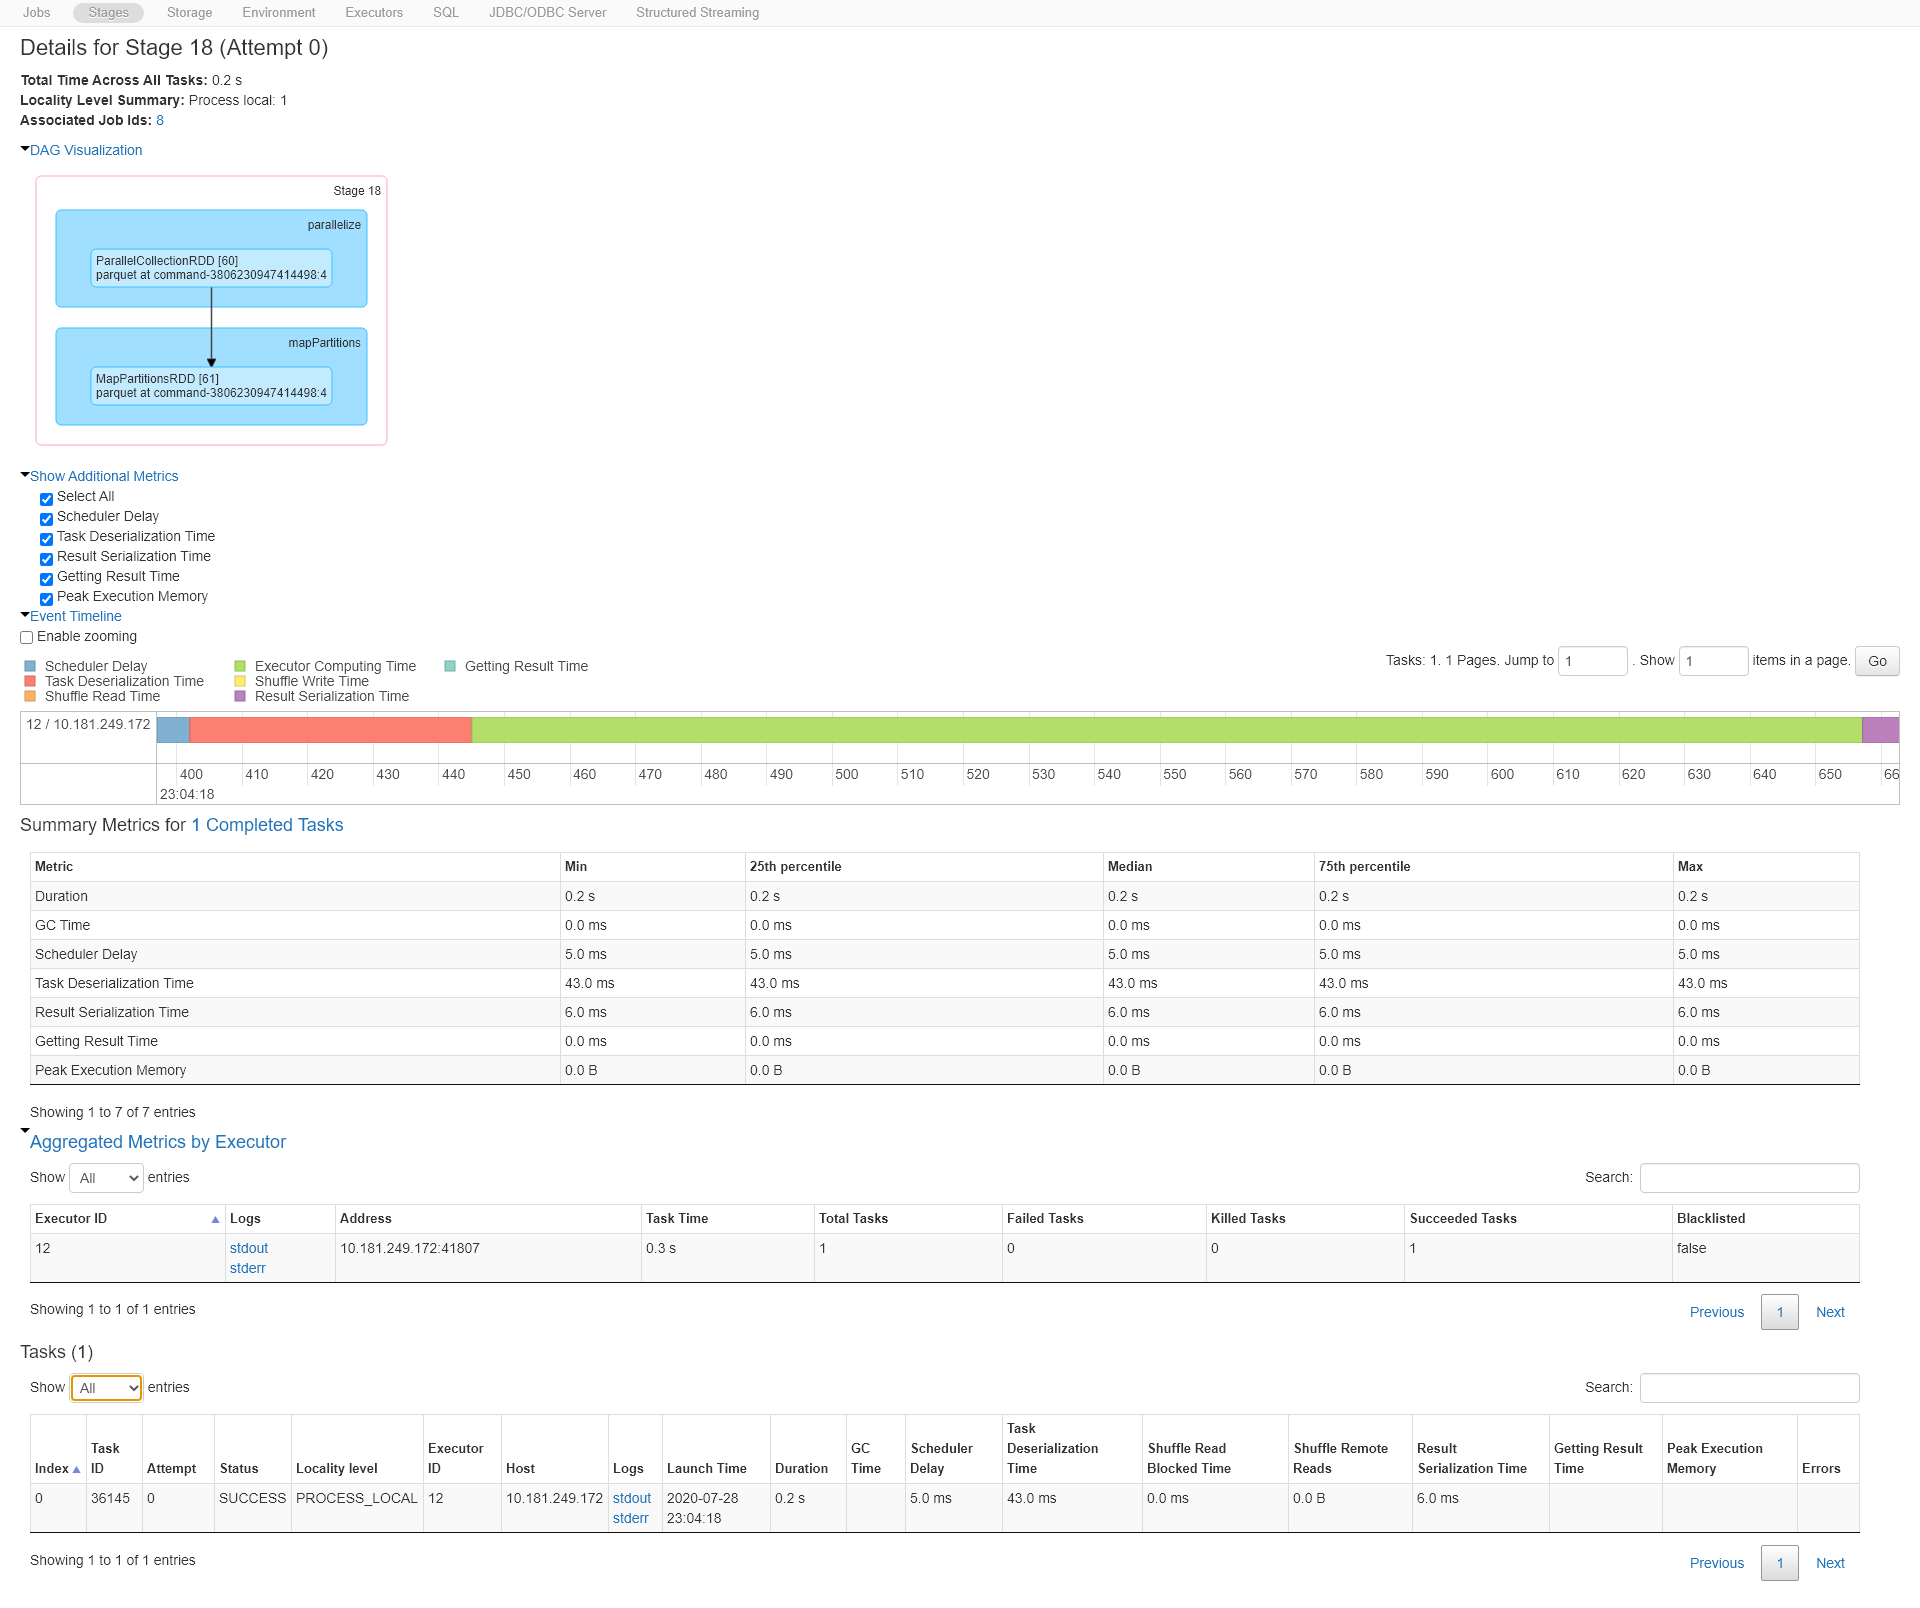 Jobs Stages Storage Environment Executors SQL JDBC/ODBC Server Structured Streaming
Details for Stage 18 (Attempt 0)
Total Time Across All Tasks: 0.2 s
Locality Level Summary: Process local: 1
Associated Job Ids: 8
DAG Visualization
Stage 18
parallelize
ParallelCollectionRDD [60]
parquet at command-3806230947414498:4
mapPartitions
MapPartitionsRDD [61]
parquet at command-3806230947414498:4
Show Additional Metrics
Select All
Scheduler Delay
Task Deserialization Time
Result Serialization Time
Getting Result Time
Peak Execution Memory
Event Timeline
Enable zooming
Tasks: 1. 1 Pages. Jump to 1 . Show 1 items in a page. Go
Scheduler Delay Executor Computing Time Getting Result Time
Task Deserialization Time Shuffle Write Time
Shuffle Read Time Result Serialization Time
12 / 10.181.249.172
400 410 420 430 440 450 460 470 480 490 500 510 520 530 540 550 560 570 580 590 600 610 620 630 640 650 66
23:04:18
Summary Metrics for 1 Completed Tasks
Metric Min 25th percentile Median 75th percentile Max
Duration 0.2 s 0.2 s 0.2 s 0.2 s 0.2 s
GC Time 0.0 ms 0.0 ms 0.0 ms 0.0 ms 0.0 ms
Scheduler Delay 5.0 ms 5.0 ms 5.0 ms 5.0 ms 5.0 ms
Task Deserialization Time 43.0 ms 43.0 ms 43.0 ms 43.0 ms 43.0 ms
Result Serialization Time 6.0 ms 6.0 ms 6.0 ms 6.0 ms 6.0 ms
Getting Result Time 0.0 ms 0.0 ms 0.0 ms 0.0 ms 0.0 ms
Peak Execution Memory 0.0 B 0.0 B 0.0 B 0.0 B 0.0 B
Showing 1 to 7 of 7 entries
Aggregated Metrics by Executor
Show All entries Search:
Executor ID Logs Address Task Time Total Tasks Failed Tasks Killed Tasks Succeeded Tasks Blacklisted
12 stdout 10.181.249.172:41807 0.3 s 1 0 0 1 false
stderr
Showing 1 to 1 of 1 entries Previous 1 Next
Tasks (1)
Show All entries Search:
Index Task ID Attempt Status Locality level Executor ID Host Logs Launch Time Duration GC Time Scheduler Delay Task Deserialization Time Shuffle Read Blocked Time Shuffle Remote Reads Result Serialization Time Getting Result Time Peak Execution Memory Errors
0 36145 0 SUCCESS PROCESS_LOCAL 12 10.181.249.172 stdout 2020-07-28 0.2 s 5.0 ms 43.0 ms 0.0 ms 0.0 B 6.0 ms
stderr 23:04:18
Showing 1 to 1 of 1 entries Previous 1 Next